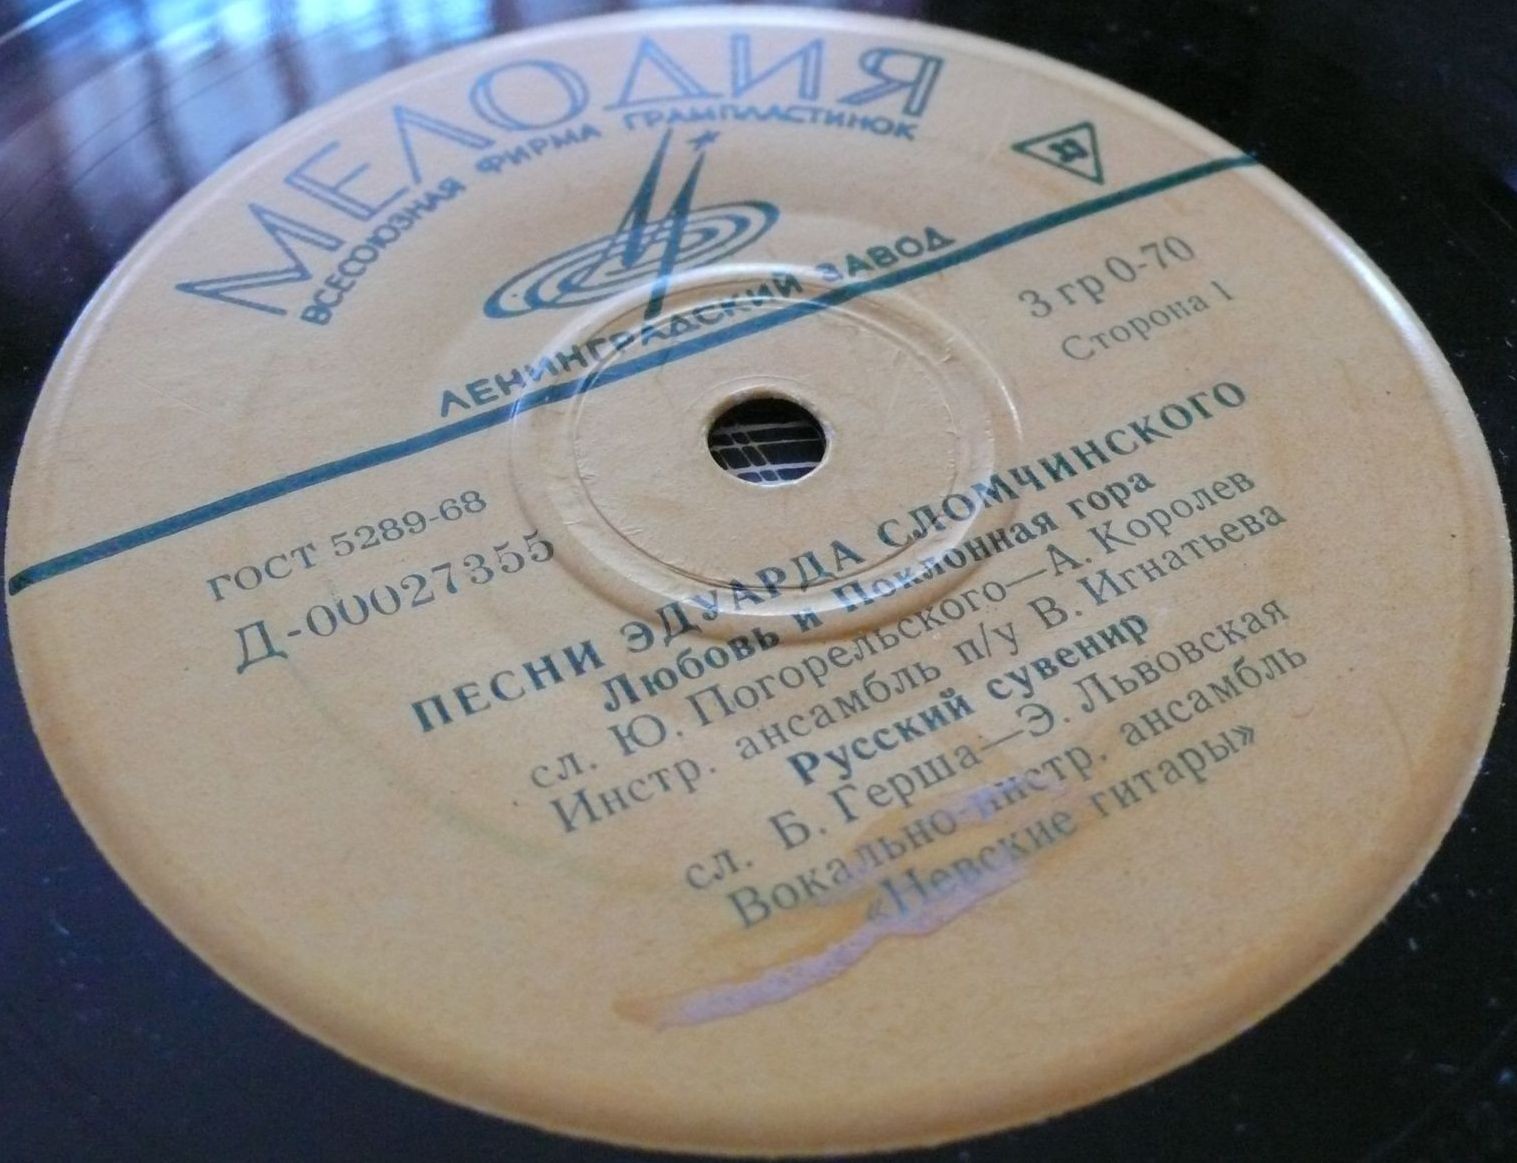 МЕЛОДИЯ
ВСЕСОЮЗНАЯ ФИРМА ГРАМПЛАСТИНОК
ЛЕНИНГРАДСКИЙ ЗАВОД
3 гр 0-70
Сторона 1
ГОСТ 5289-68
Д-00027355
ПЕСНИ ЭДУАРДА СЛОМЧИНСКОГО
Любовь и Поклонная гора
сл. Ю. Погорельского—А. Королев
Инстр. ансамбль п/у В. Игнатьева
Русский сувенир
сл. Б. Герша—Э. Львовская
Вокально-инстр. ансамбль
«Невские гитары»